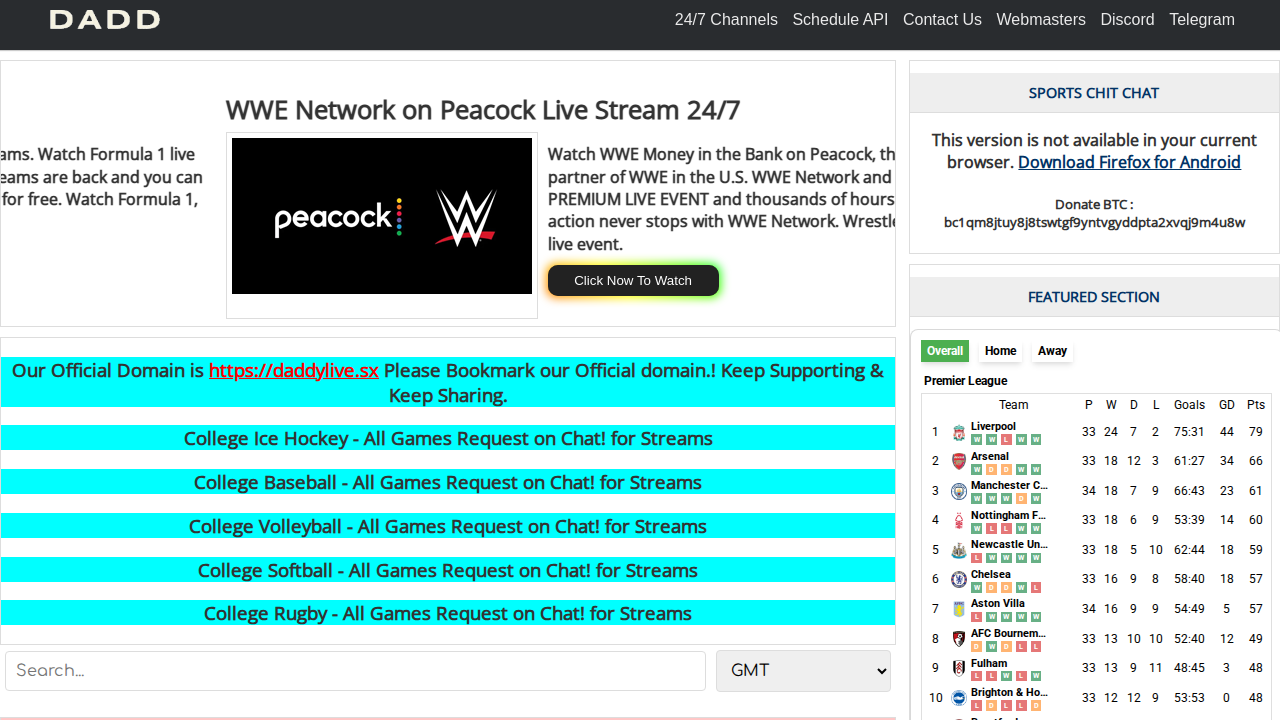 DADD
24/7 Channels Schedule API Contact Us Webmasters Discord Telegram
WWE Network on Peacock Live Stream 24/7
ams. Watch Formula 1 live
eams are back and you can
for free. Watch Formula 1,
peacock
Watch WWE Money in the Bank on Peacock, th
partner of WWE in the U.S. WWE Network and
PREMIUM LIVE EVENT and thousands of hours
action never stops with WWE Network. Wrestle
live event.
Click Now To Watch
Our Official Domain is https://daddylive.sx Please Bookmark our Official domain.! Keep Supporting &
Keep Sharing.
College Ice Hockey - All Games Request on Chat! for Streams
College Baseball - All Games Request on Chat! for Streams
College Volleyball - All Games Request on Chat! for Streams
College Softball - All Games Request on Chat! for Streams
College Rugby - All Games Request on Chat! for Streams
Search...
GMT
SPORTS CHIT CHAT
This version is not available in your current
browser. Download Firefox for Android
Donate BTC :
bc1qm8jtuy8j8tswtgf9yntvgyddpta2xvqj9m4u8w
FEATURED SECTION
Overall Home Away
Premier League
Team P W D L Goals GD Pts
1 Liverpool 33 24 7 2 75:31 44 79
W W L W W
2 Arsenal 33 18 12 3 61:27 34 66
W D D W W
3 Manchester C... 34 18 7 9 66:43 23 61
W W W D W
4 Nottingham F... 33 18 6 9 53:39 14 60
W L L W W
5 Newcastle Un... 33 18 5 10 62:44 18 59
L W W W W
6 Chelsea 33 16 9 8 58:40 18 57
W D D W L
7 Aston Villa 34 16 9 9 54:49 5 57
L W W W W
8 AFC Bournem... 33 13 10 10 52:40 12 49
D W D L L
9 Fulham 33 13 9 11 48:45 3 48
L L W L W
10 Brighton & Ho... 33 12 12 9 53:53 0 48
L D L L D